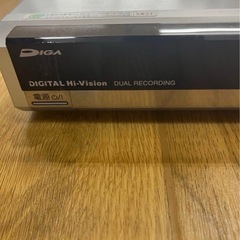 DIGA
DIGITAL Hi-Vision DUAL RECORDING
電源 ⏻/I